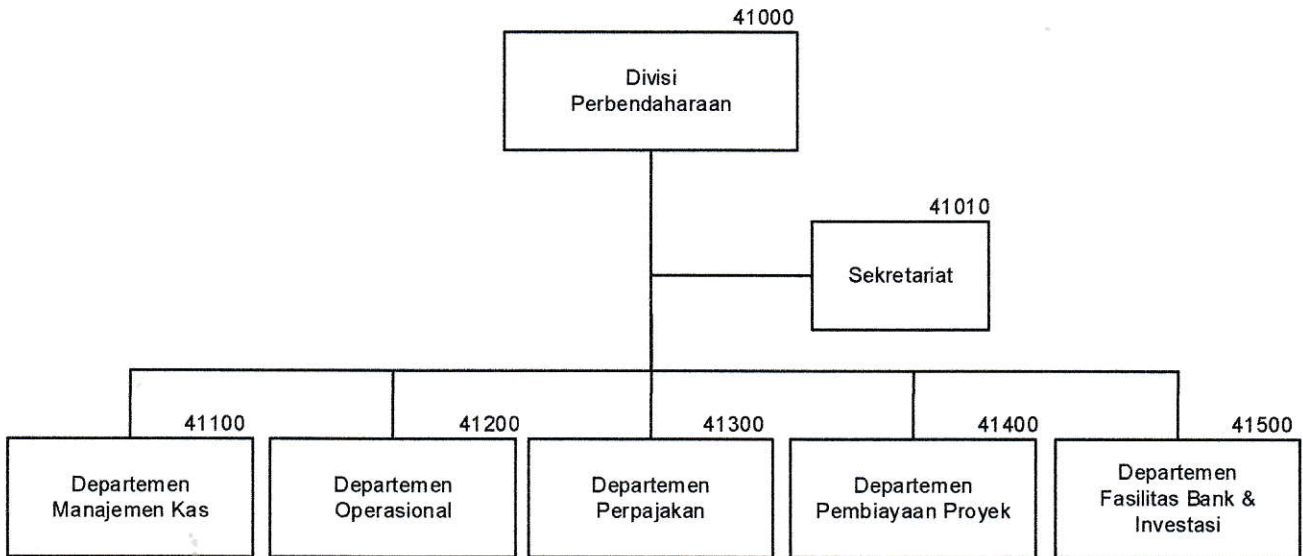 41000
Divisi
Perbendaharaan
41010
Sekretariat
41100
Departemen
Manajemen Kas
41200
Departemen
Operasional
41300
Departemen
Perpajakan
41400
Departemen
Pembiayaan Proyek
41500
Departemen
Fasilitas Bank &
Investasi